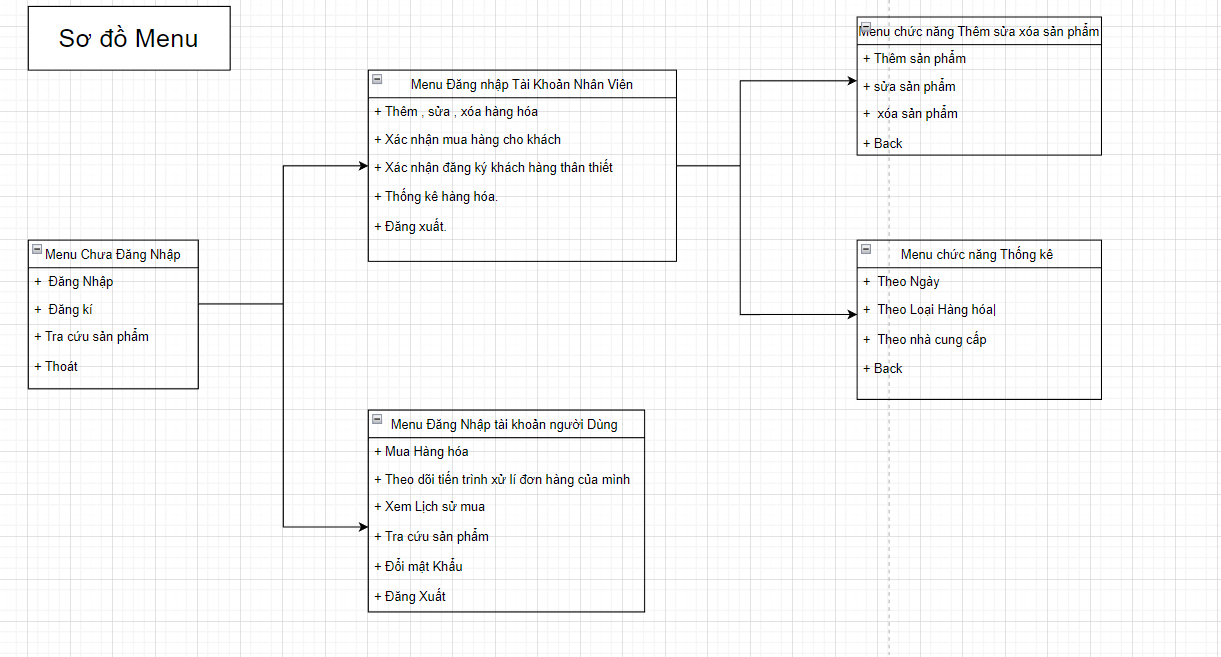 Sơ đồ Menu
Menu Chưa Đăng Nhập
+ Đăng Nhập
+ Đăng kí
+ Tra cứu sản phẩm
+ Thoát
Menu Đăng nhập Tài Khoản Nhân Viên
+ Thêm , sửa , xóa hàng hóa
+ Xác nhận mua hàng cho khách
+ Xác nhận đăng ký khách hàng thân thiết
+ Thống kê hàng hóa.
+ Đăng xuất.
Menu Đăng Nhập tài khoản người Dùng
+ Mua Hàng hóa
+ Theo dõi tiến trình xử lí đơn hàng của mình
+ Xem Lịch sử mua
+ Tra cứu sản phẩm
+ Đổi mật Khẩu
+ Đăng Xuất
Menu chức năng Thêm sửa xóa sản phẩm
+ Thêm sản phẩm
+ sửa sản phẩm
+ xóa sản phẩm
+ Back
Menu chức năng Thống kê
+ Theo Ngày
+ Theo Loại Hàng hóa
+ Theo nhà cung cấp
+ Back